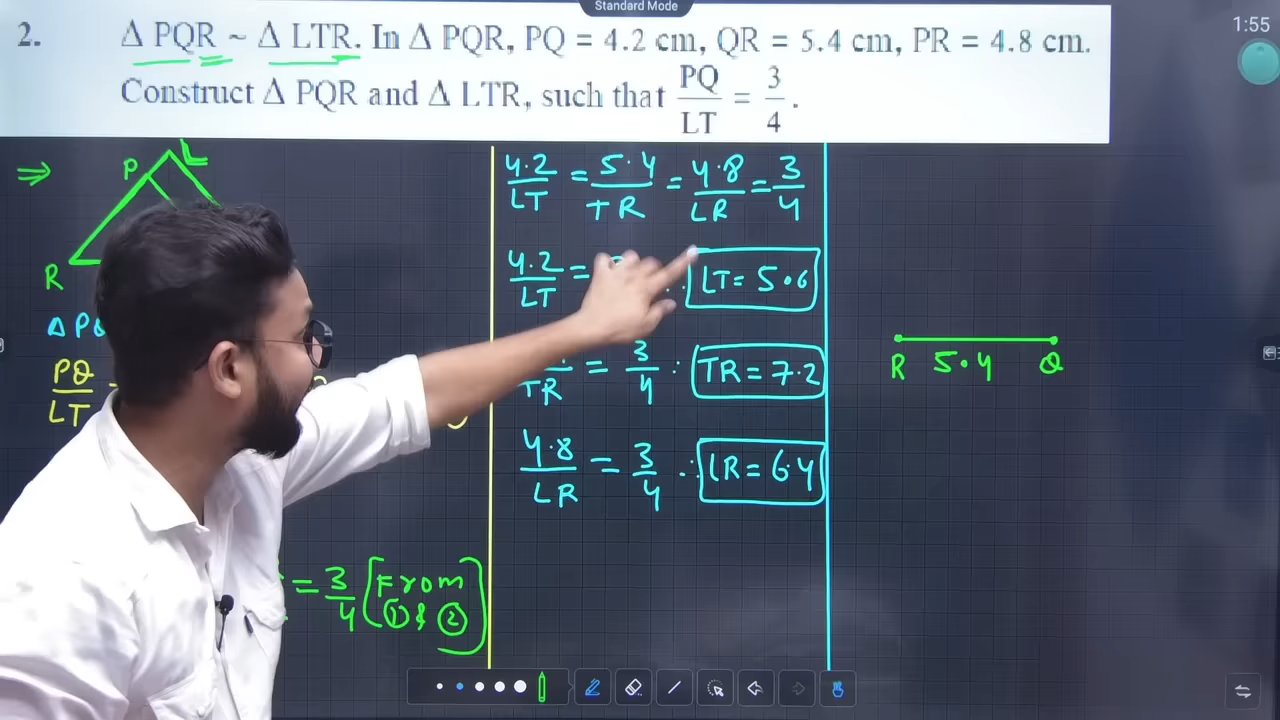 Standard Mode
1:55
2. Δ PQR ~ Δ LTR. In Δ PQR, PQ = 4.2 cm, QR = 5.4 cm, PR = 4.8 cm.
Construct Δ PQR and Δ LTR, such that PQ/LT = 3/4.
⇒
P L
R
Δ PQ
PQ/LT
= 3/4 [From
① & ②]
4.2/LT = 5.4/TR = 4.8/LR = 3/4
4.2/LT = ∴ LT = 5.6
TR = 3/4 ∴ TR = 7.2
4.8/LR = 3/4 ∴ LR = 6.4
R 5.4 Q